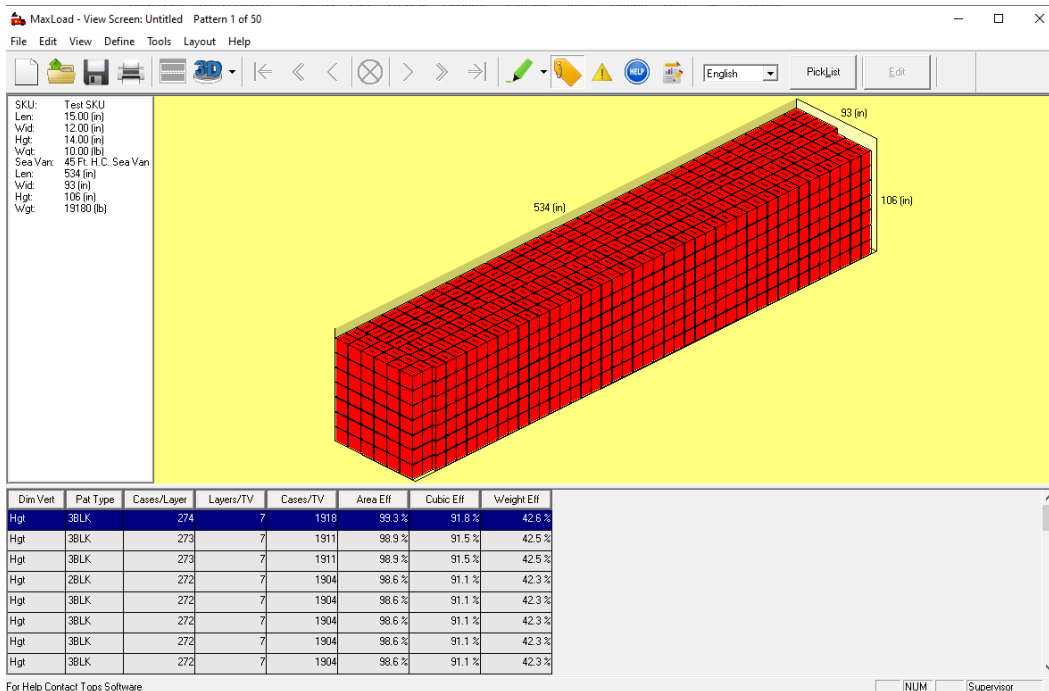 MaxLoad - View Screen: Untitled Pattern 1 of 50
File Edit View Define Tools Layout Help
3D HELP English PickList Edit
SKU: Test SKU
Len: 15.00 (in)
Wid: 12.00 (in)
Hgt: 14.00 (in)
Wgt: 10.00 (lb)
Sea Van: 45 Ft. H.C. Sea Van
Len: 534 (in)
Wid: 93 (in)
Hgt: 106 (in)
Wgt: 19180 (lb)
93 (in)
534 (in)
106 (in)
Dim Vert Pat Type Cases/Layer Layers/TV Cases/TV Area Eff Cubic Eff Weight Eff
Hgt 3BLK 274 7 1918 99.3 % 91.8 % 42.6 %
Hgt 3BLK 273 7 1911 98.9 % 91.5 % 42.5 %
Hgt 3BLK 273 7 1911 98.9 % 91.5 % 42.5 %
Hgt 2BLK 272 7 1904 98.6 % 91.1 % 42.3 %
Hgt 3BLK 272 7 1904 98.6 % 91.1 % 42.3 %
Hgt 3BLK 272 7 1904 98.6 % 91.1 % 42.3 %
Hgt 3BLK 272 7 1904 98.6 % 91.1 % 42.3 %
Hgt 3BLK 272 7 1904 98.6 % 91.1 % 42.3 %
For Help Contact Tops Software NUM Supervisor